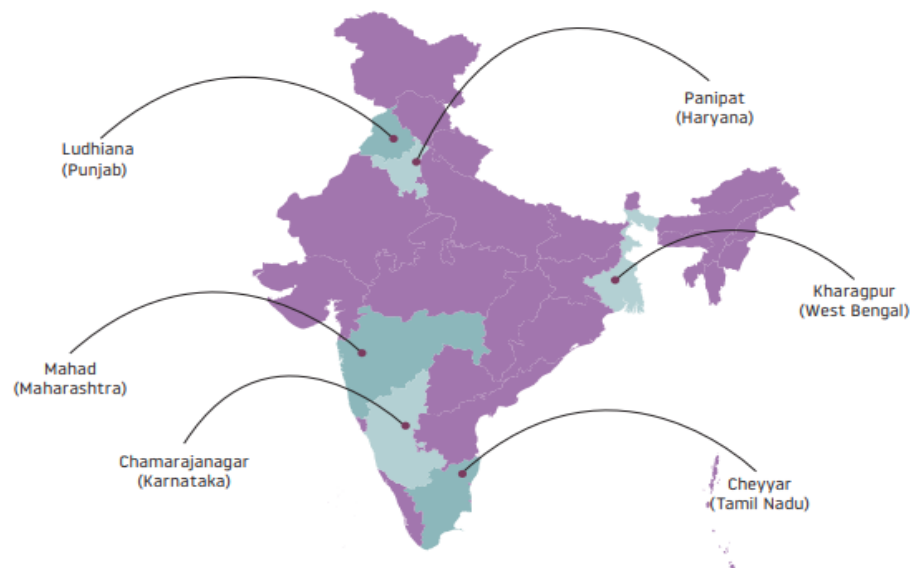 Panipat
(Haryana)
Ludhiana
(Punjab)
Kharagpur
(West Bengal)
Mahad
(Maharashtra)
Chamarajanagar
(Karnataka)
Cheyyar
(Tamil Nadu)